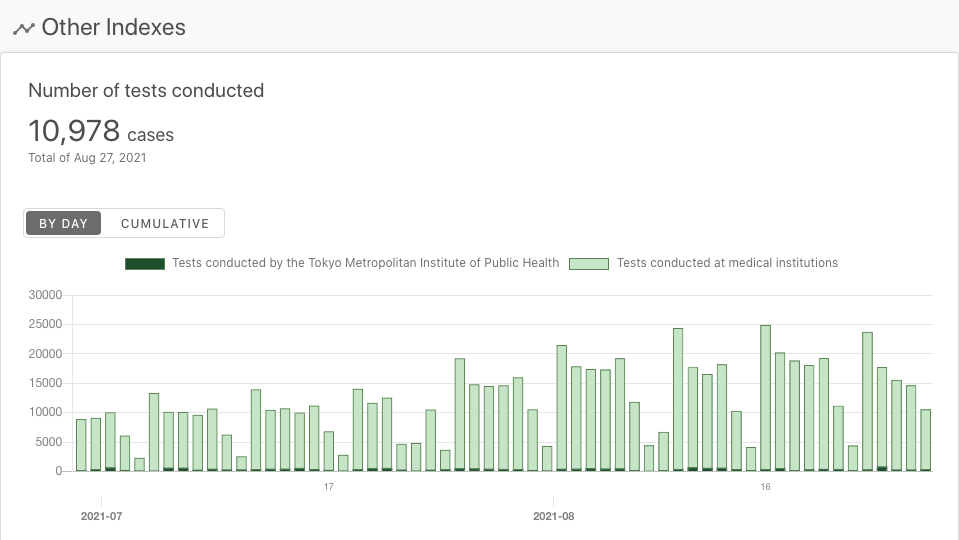 Other Indexes
Number of tests conducted
10,978 cases
Total of Aug 27, 2021
BY DAY CUMULATIVE
Tests conducted by the Tokyo Metropolitan Institute of Public Health Tests conducted at medical institutions
30000
25000
20000
15000
10000
5000
0
17 16
2021-07 2021-08